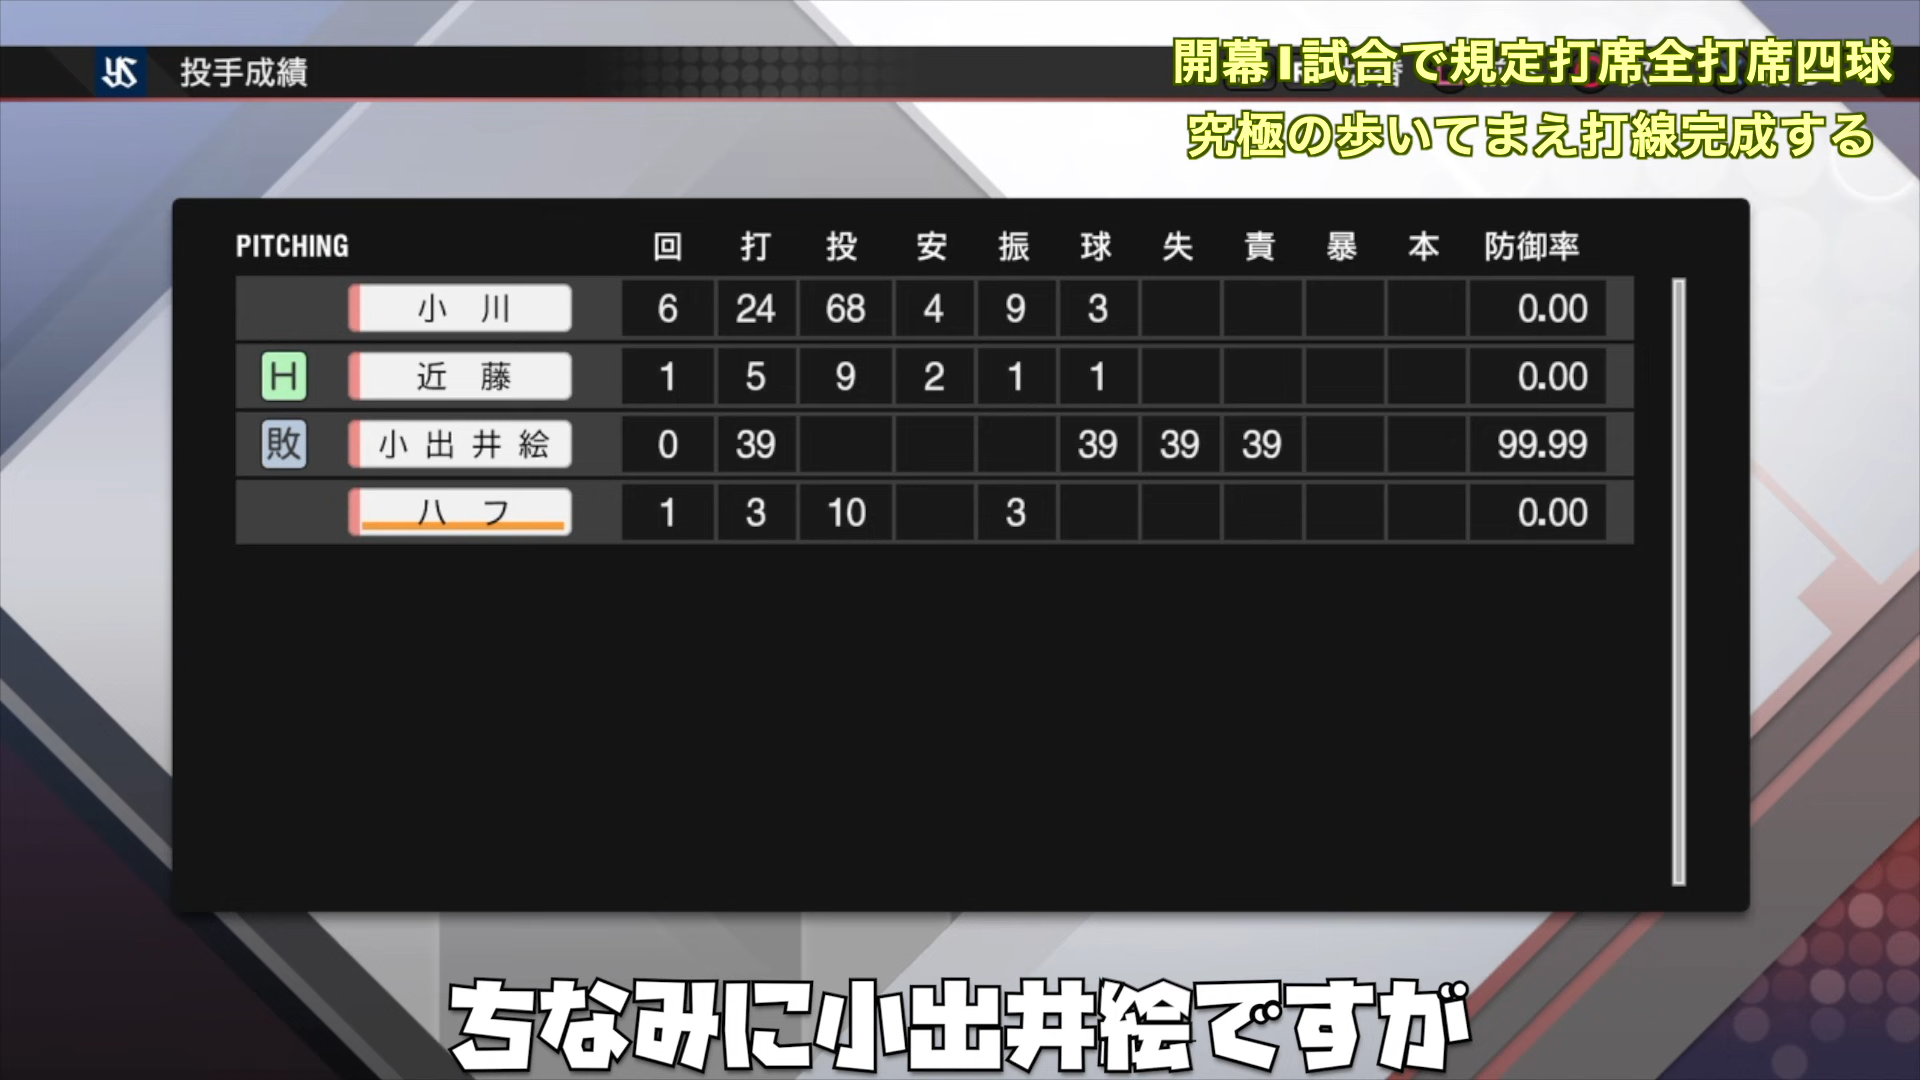 YS 投手成績
開幕1試合で規定打席全打席四球
究極の歩いてまえ打線完成する
PITCHING 回 打 投 安 振 球 失 責 暴 本 防御率
小川 6 24 68 4 9 3 0.00
H 近藤 1 5 9 2 1 1 0.00
敗 小出井絵 0 39 39 39 39 99.99
ハフ 1 3 10 3 0.00
ちなみに小出井絵ですが